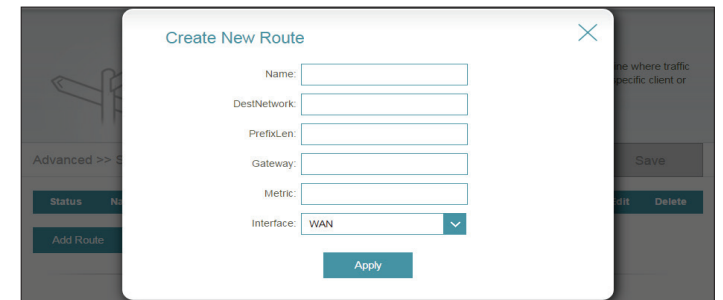 Create New Route
ne where traffic
pecific client or
Name:
DestNetwork:
PrefixLen:
Gateway:
Metric:
Interface: WAN
Apply
Advanced >> S
Save
Status Na
dit Delete
Add Route